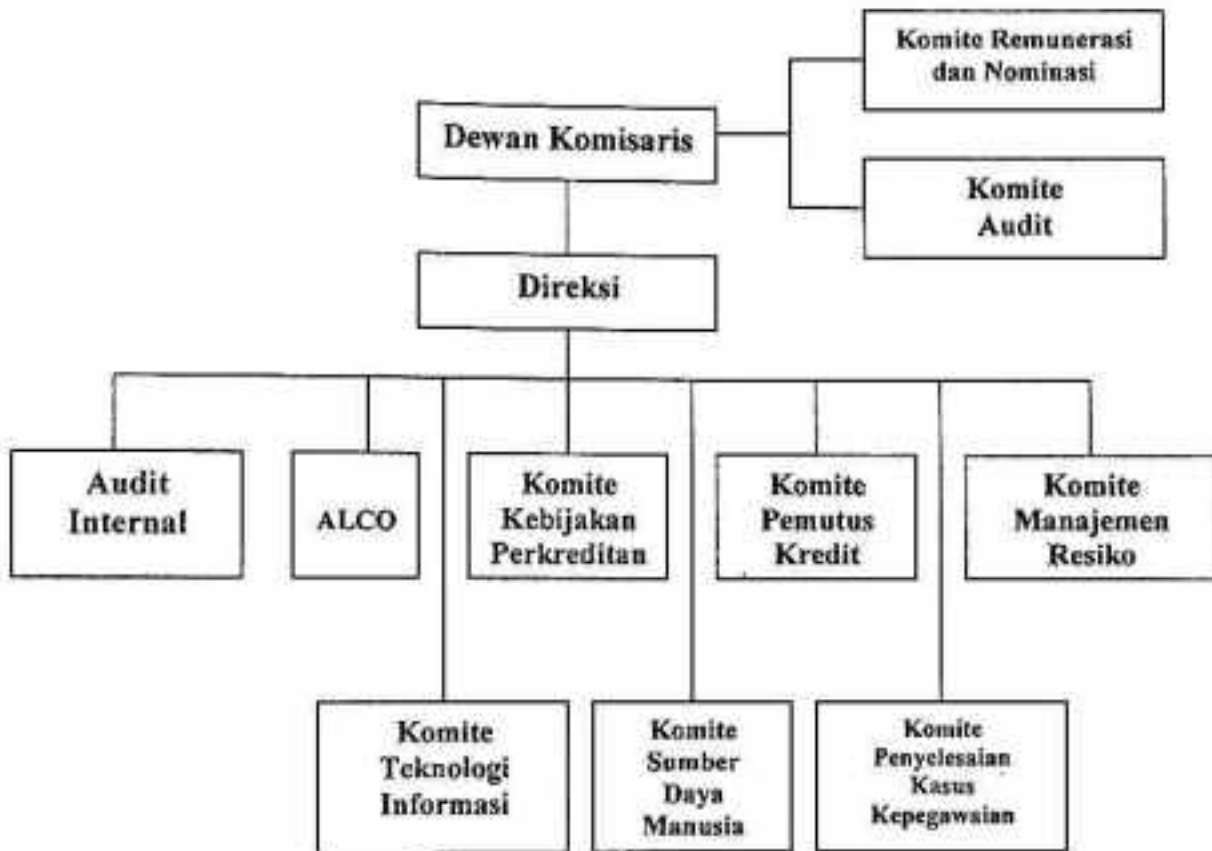 Komite Remunerasi
dan Nominasi
Dewan Komisaris
Komite
Audit
Direksi
Audit
Internal
ALCO
Komite
Kebijakan
Perkreditan
Komite
Pemutus
Kredit
Komite
Manajemen
Resiko
Komite
Teknologi
Informasi
Komite
Sumber
Daya
Manusia
Komite
Penyelesaian
Kasus
Kepegawaian